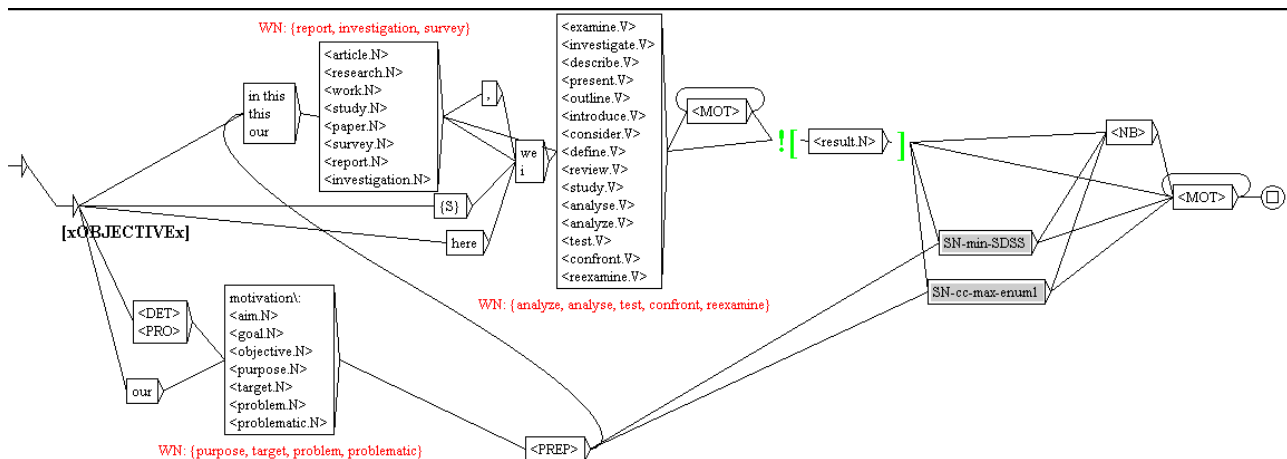 WN: {report, investigation, survey}
in this
this
our
<article.N>
<research.N>
<work.N>
<study.N>
<paper.N>
<survey.N>
<report.N>
<investigation.N>
,
{S}
here
we
i
<examine.V>
<investigate.V>
<describe.V>
<present.V>
<outline.V>
<introduce.V>
<consider.V>
<define.V>
<review.V>
<study.V>
<analyse.V>
<analyze.V>
<test.V>
<confront.V>
<reexamine.V>
WN: {analyze, analyse, test, confront, reexamine}
<MOT>
![
<result.N>
]
<NB>
<MOT>
SN-min-SDSS
SN-cc-max-enum1
[xOBJECTIVEx]
<DET>
<PRO>
our
motivation\:
<aim.N>
<goal.N>
<objective.N>
<purpose.N>
<target.N>
<problem.N>
<problematic.N>
WN: {purpose, target, problem, problematic}
<PREP>